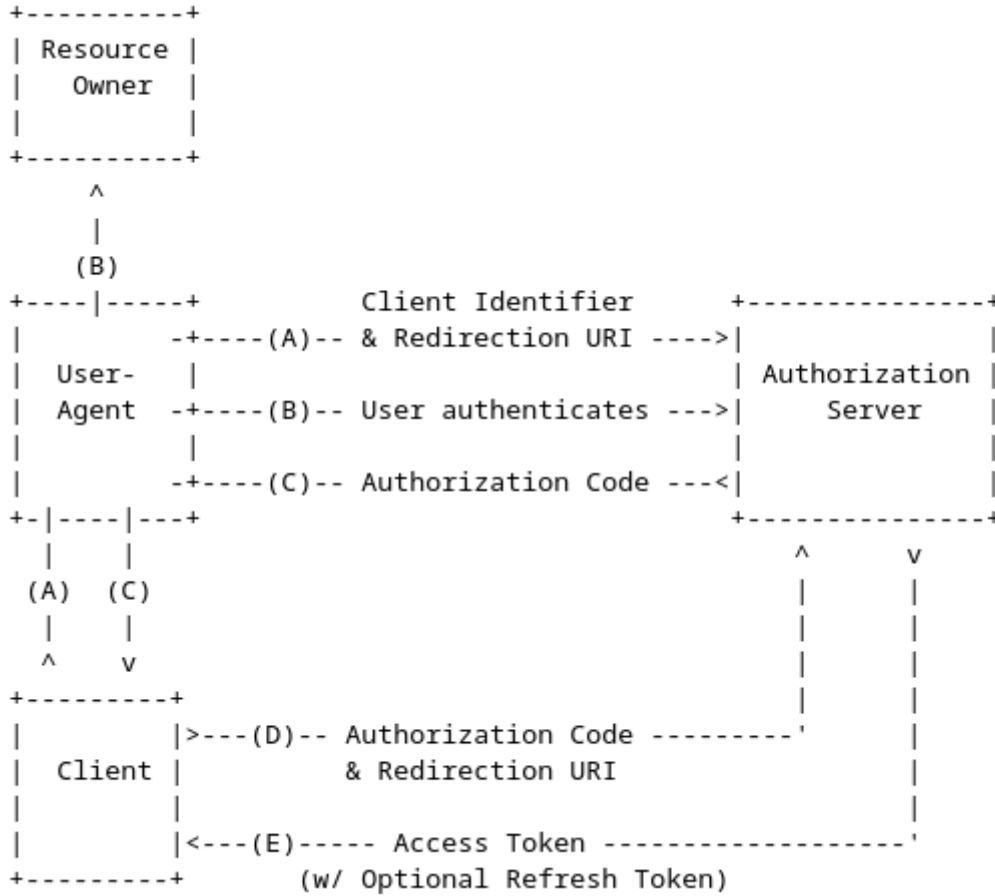 +----------+
| Resource |
|   Owner  |
|          |
+----------+
     ^
     |
    (B)
+----|-----+          Client Identifier      +---------------+
|         -+----(A)-- & Redirection URI ---->|               |
|  User-   |                                 | Authorization |
|  Agent  -+----(B)-- User authenticates --->|     Server    |
|          |                                 |               |
|         -+----(C)-- Authorization Code ---<|               |
+-|----|---+                                 +---------------+
  |    |                                         ^      v
 (A)  (C)                                        |      |
  |    |                                         |      |
  ^    v                                         |      |
+---------+                                      |      |
|         |>---(D)-- Authorization Code ---------'      |
|  Client |          & Redirection URI                  |
|         |                                             |
|         |<---(E)----- Access Token -------------------'
+---------+       (w/ Optional Refresh Token)